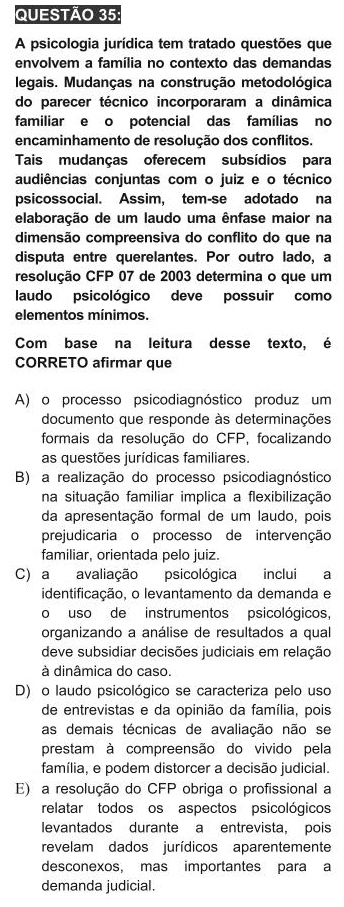 QUESTÃO 35:
A psicologia jurídica tem tratado questões que
envolvem a família no contexto das demandas
legais. Mudanças na construção metodológica
do parecer técnico incorporaram a dinâmica
familiar e o potencial das famílias no
encaminhamento de resolução dos conflitos.
Tais mudanças oferecem subsídios para
audiências conjuntas com o juiz e o técnico
psicossocial. Assim, tem-se adotado na
elaboração de um laudo uma ênfase maior na
dimensão compreensiva do conflito do que na
disputa entre querelantes. Por outro lado, a
resolução CFP 07 de 2003 determina o que um
laudo psicológico deve possuir como
elementos mínimos.
Com base na leitura desse texto, é
CORRETO afirmar que
A) o processo psicodiagnóstico produz um
documento que responde às determinações
formais da resolução do CFP, focalizando
as questões jurídicas familiares.
B) a realização do processo psicodiagnóstico
na situação familiar implica a flexibilização
da apresentação formal de um laudo, pois
prejudicaria o processo de intervenção
familiar, orientada pelo juiz.
C) a avaliação psicológica inclui a
identificação, o levantamento da demanda e
o uso de instrumentos psicológicos,
organizando a análise de resultados a qual
deve subsidiar decisões judiciais em relação
à dinâmica do caso.
D) o laudo psicológico se caracteriza pelo uso
de entrevistas e da opinião da família, pois
as demais técnicas de avaliação não se
prestam à compreensão do vivido pela
família, e podem distorcer a decisão judicial.
E) a resolução do CFP obriga o profissional a
relatar todos os aspectos psicológicos
levantados durante a entrevista, pois
revelam dados jurídicos aparentemente
desconexos, mas importantes para a
demanda judicial.